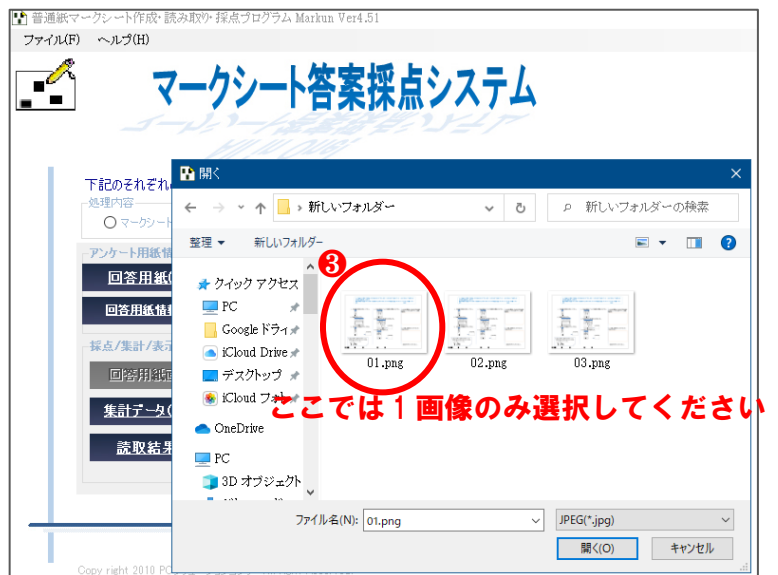 普通紙マークシート作成・読み取り・採点プログラム Markun Ver4.51
ファイル(F) ヘルプ(H)
マークシート答案採点システム
下記のそれぞれ
処理内容
マークシート
アンケート用紙情
回答用紙(
回答用紙情
採点/集計/表示
回答用紙
集計データ(
読取結果
開く
新しいフォルダー
新しいフォルダーの検索
整理 新しいフォルダー
❸
クイック アクセス
PC
Google ドライ
iCloud Drive
デスクトップ
iCloud フォト
OneDrive
PC
3D オブジェクト
01.png 02.png 03.png
ここでは1画像のみ選択してください
ファイル名(N): 01.png JPEG(*.jpg)
開く(O) キャンセル
Copy right 2010 PC